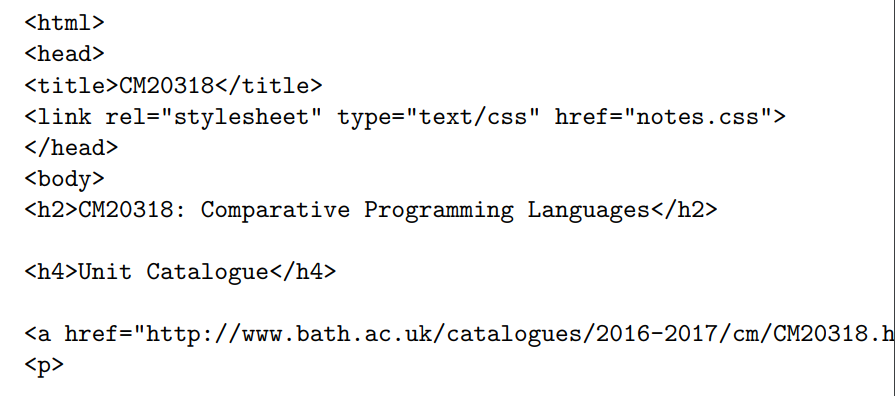 <html>
<head>
<title>CM20318</title>
<link rel="stylesheet" type="text/css" href="notes.css">
</head>
<body>
<h2>CM20318: Comparative Programming Languages</h2>
<h4>Unit Catalogue</h4>
<a href="http://www.bath.ac.uk/catalogues/2016-2017/cm/CM20318.h
<p>